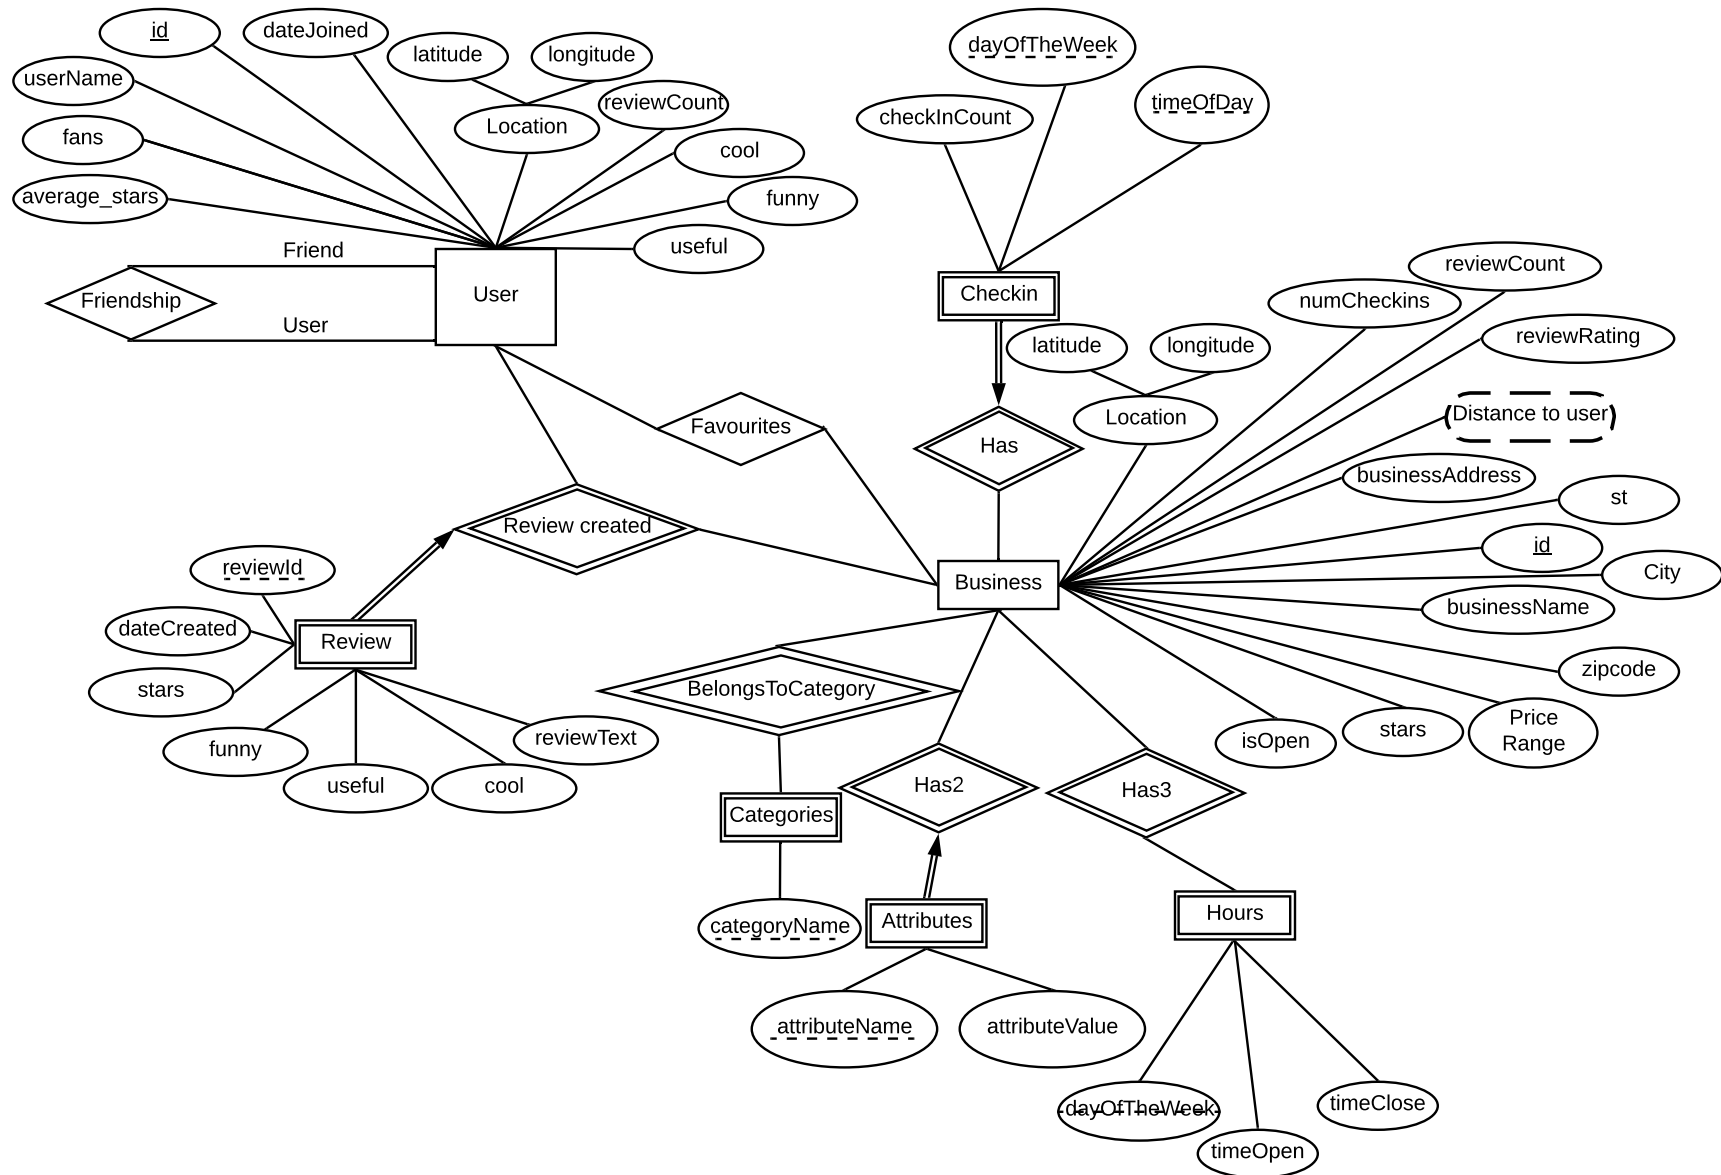 id
dateJoined
latitude
longitude
userName
reviewCount
fans
Location
cool
average_stars
funny
useful
Friend
Friendship
User
User
dayOfTheWeek
timeOfDay
checkInCount
Checkin
latitude
longitude
Location
Has
reviewCount
numCheckins
reviewRating
Distance to user
businessAddress
st
id
City
businessName
zipcode
Price
Range
stars
isOpen
Favourites
Review created
Business
reviewId
dateCreated
Review
stars
funny
useful
cool
reviewText
BelongsToCategory
Has2
Has3
Categories
categoryName
Attributes
Hours
attributeName
attributeValue
dayOfTheWeek
timeOpen
timeClose